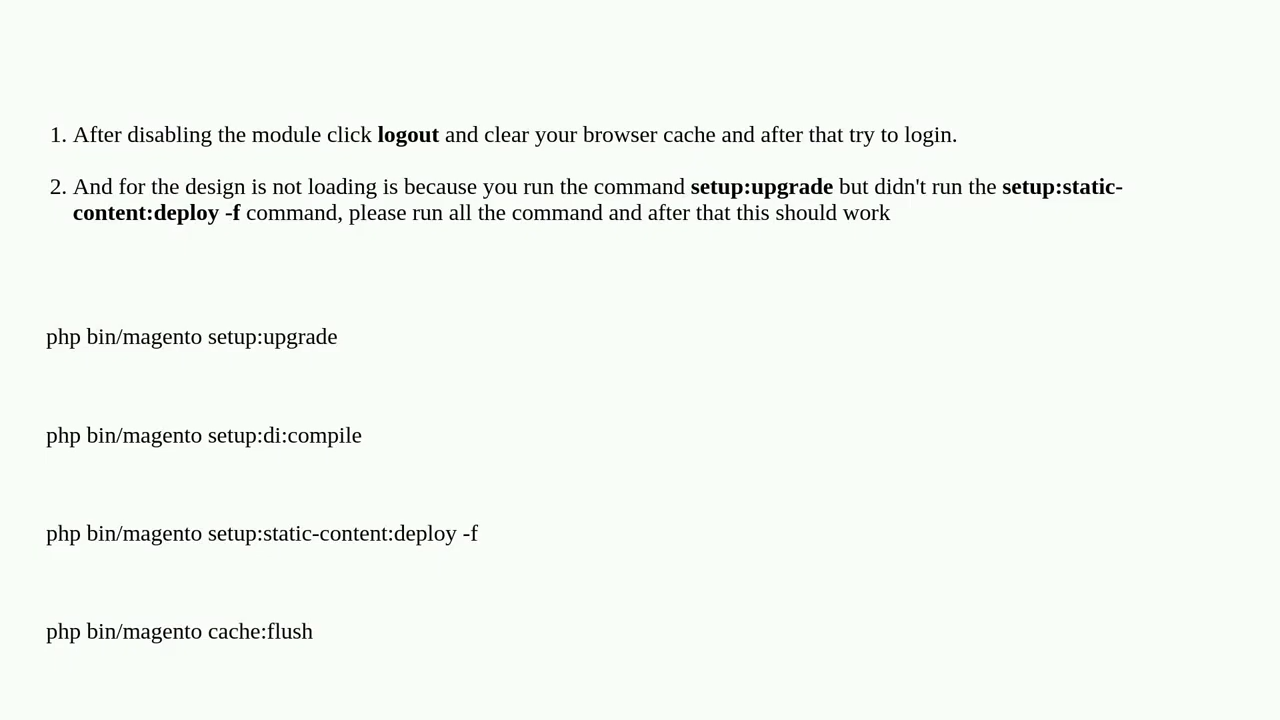 1. After disabling the module click logout and clear your browser cache and after that try to login.
2. And for the design is not loading is because you run the command setup:upgrade but didn't run the setup:static-
content:deploy -f command, please run all the command and after that this should work
php bin/magento setup:upgrade
php bin/magento setup:di:compile
php bin/magento setup:static-content:deploy -f
php bin/magento cache:flush